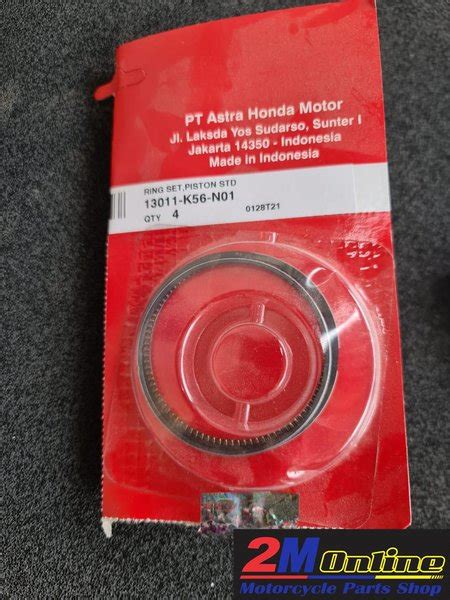 PT Astra Honda Motor
Jl. Laksda Yos Sudarso, Sunter I
Jakarta 14350 - Indonesia
Made in Indonesia
RING SET,PISTON STD
13011-K56-N01
QTY 4 0128T21
2M Online
Motorcycle Parts Shop